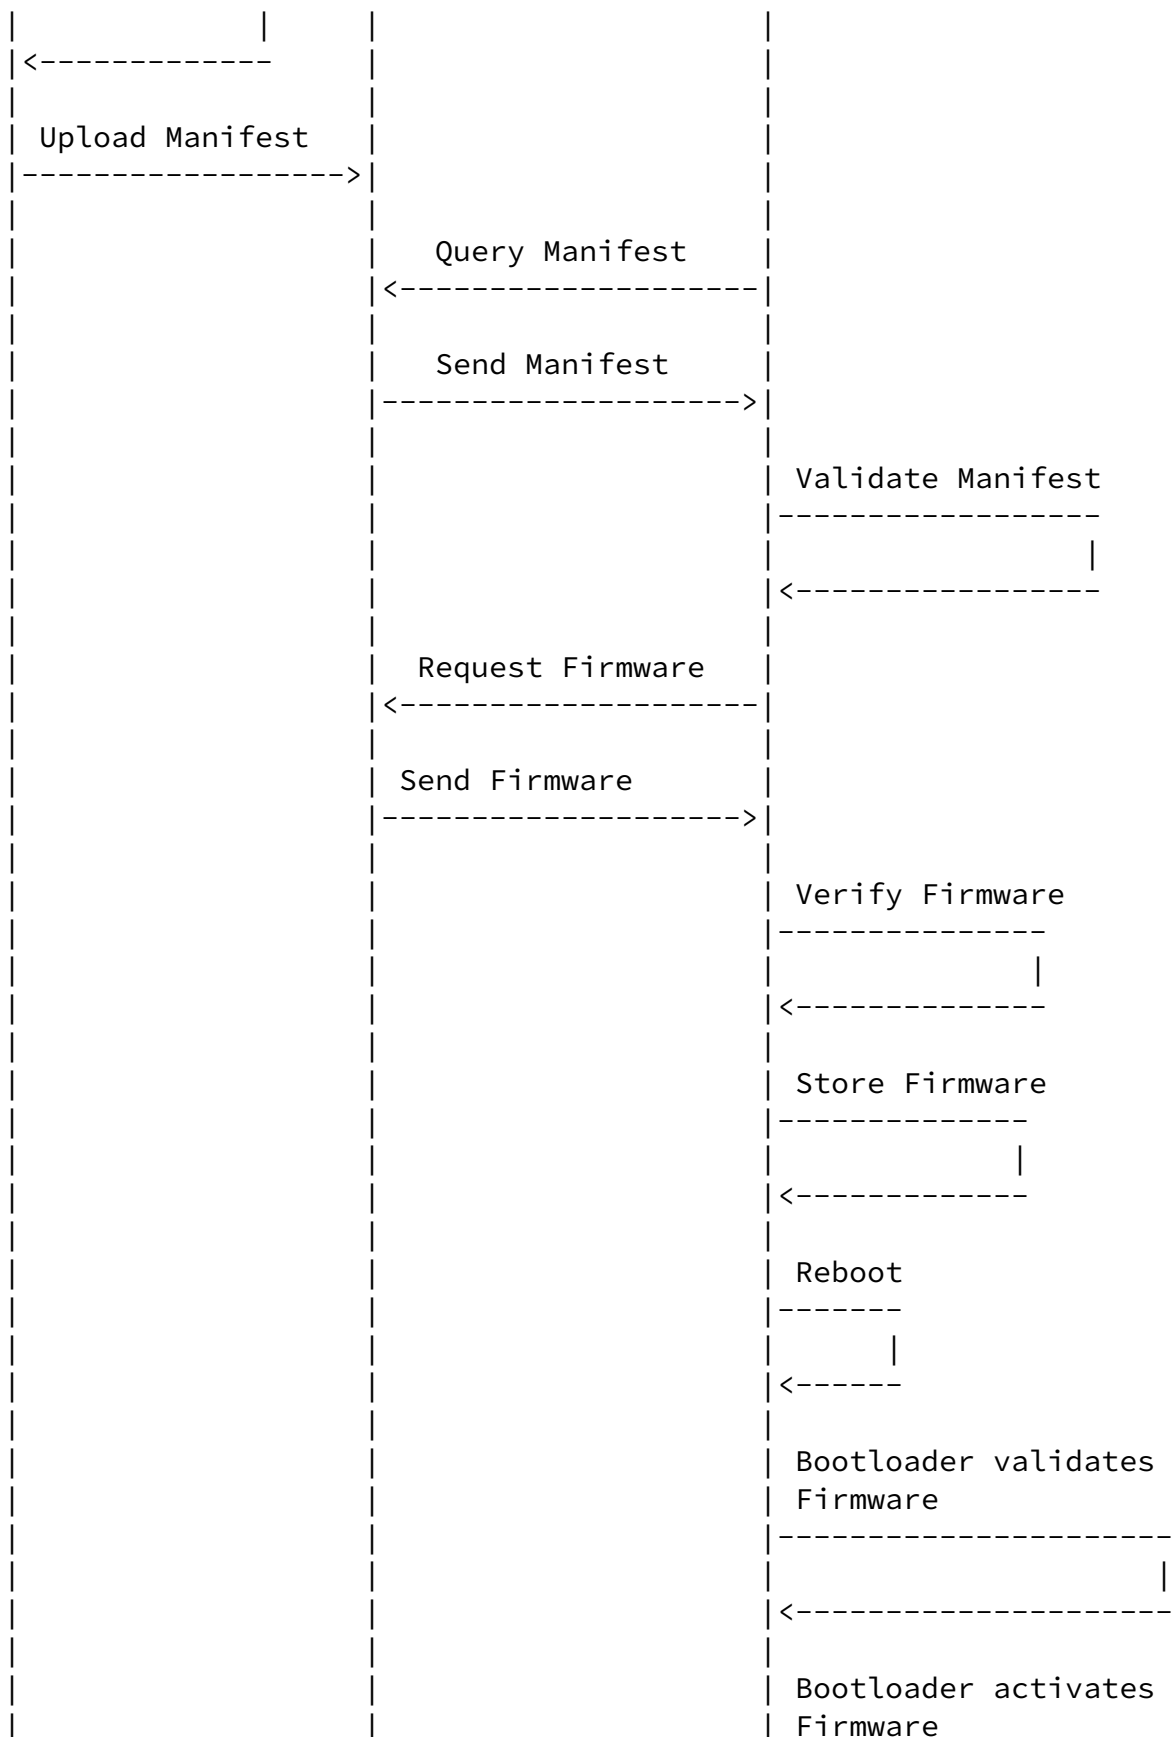 Upload Manifest
Query Manifest
Send Manifest
Validate Manifest
Request Firmware
Send Firmware
Verify Firmware
Store Firmware
Reboot
Bootloader validates
Firmware
Bootloader activates
Firmware